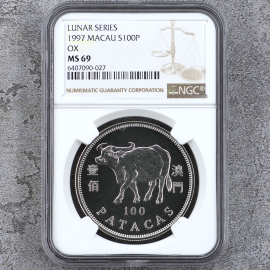 LUNAR SERIES
1997 MACAU S100P
OX
MS 69
6407090-027
NUMISMATIC GUARANTY CORPORATION
NGC
壹佰
澳門
100
PATACAS